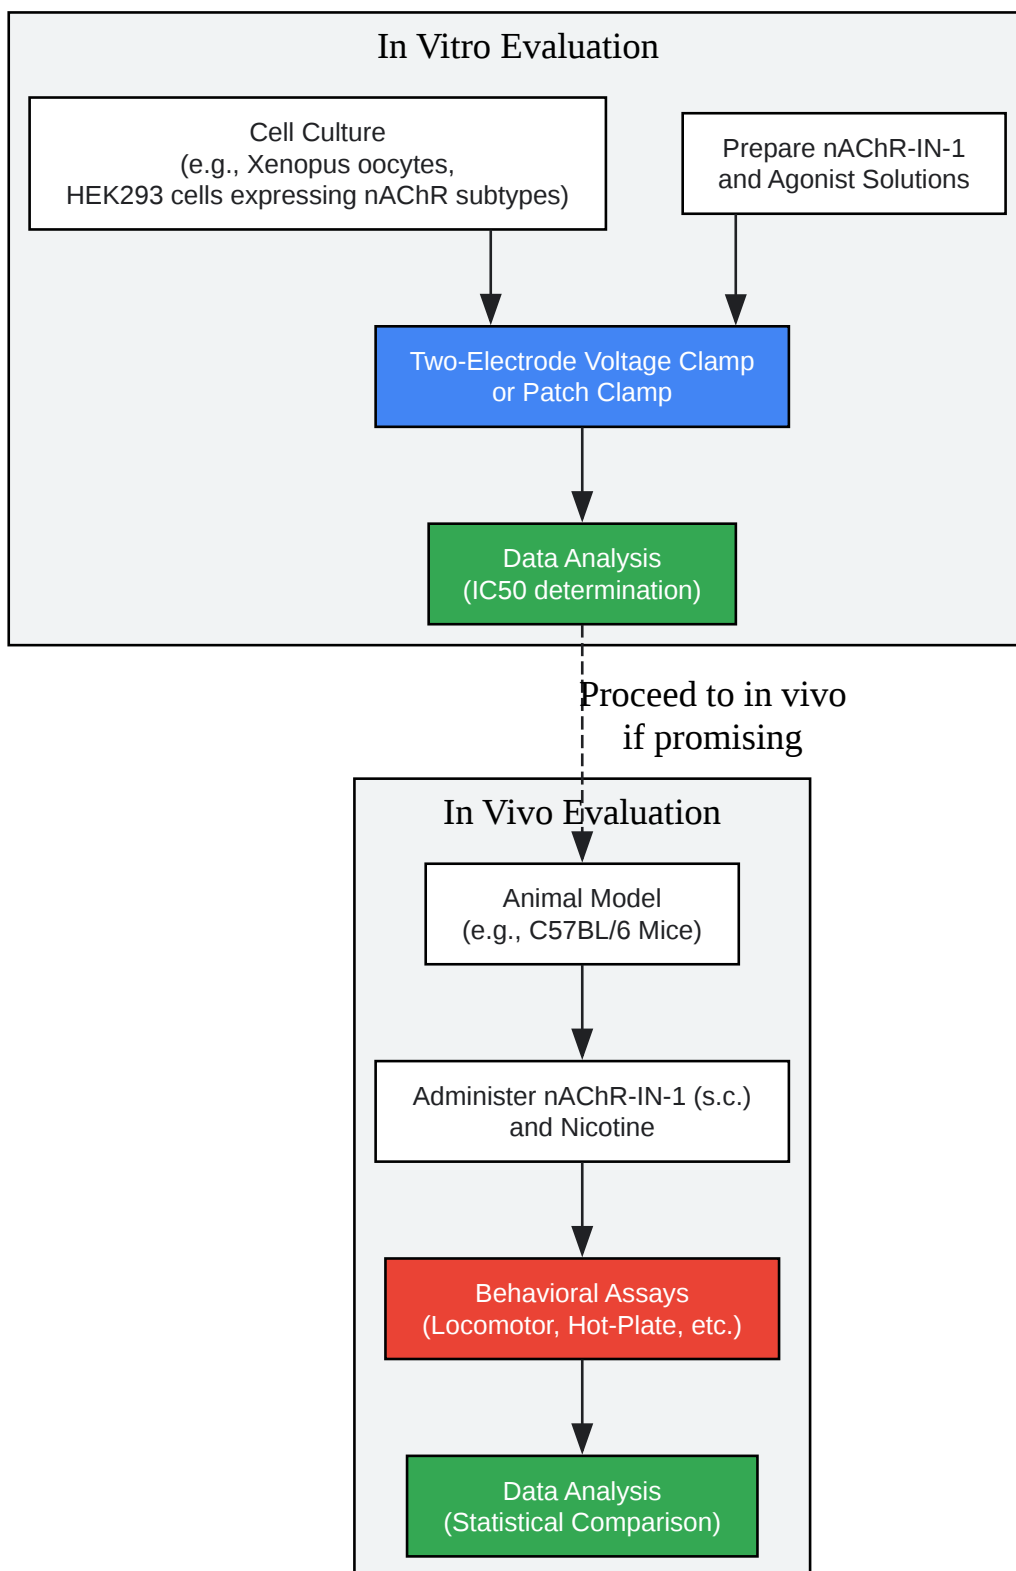 In Vitro Evaluation
Cell Culture
(e.g., Xenopus oocytes,
HEK293 cells expressing nAChR subtypes)
Prepare nAChR-IN-1
and Agonist Solutions
Two-Electrode Voltage Clamp
or Patch Clamp
Data Analysis
(IC50 determination)
Proceed to in vivo
if promising
In Vivo Evaluation
Animal Model
(e.g., C57BL/6 Mice)
Administer nAChR-IN-1 (s.c.)
and Nicotine
Behavioral Assays
(Locomotor, Hot-Plate, etc.)
Data Analysis
(Statistical Comparison)